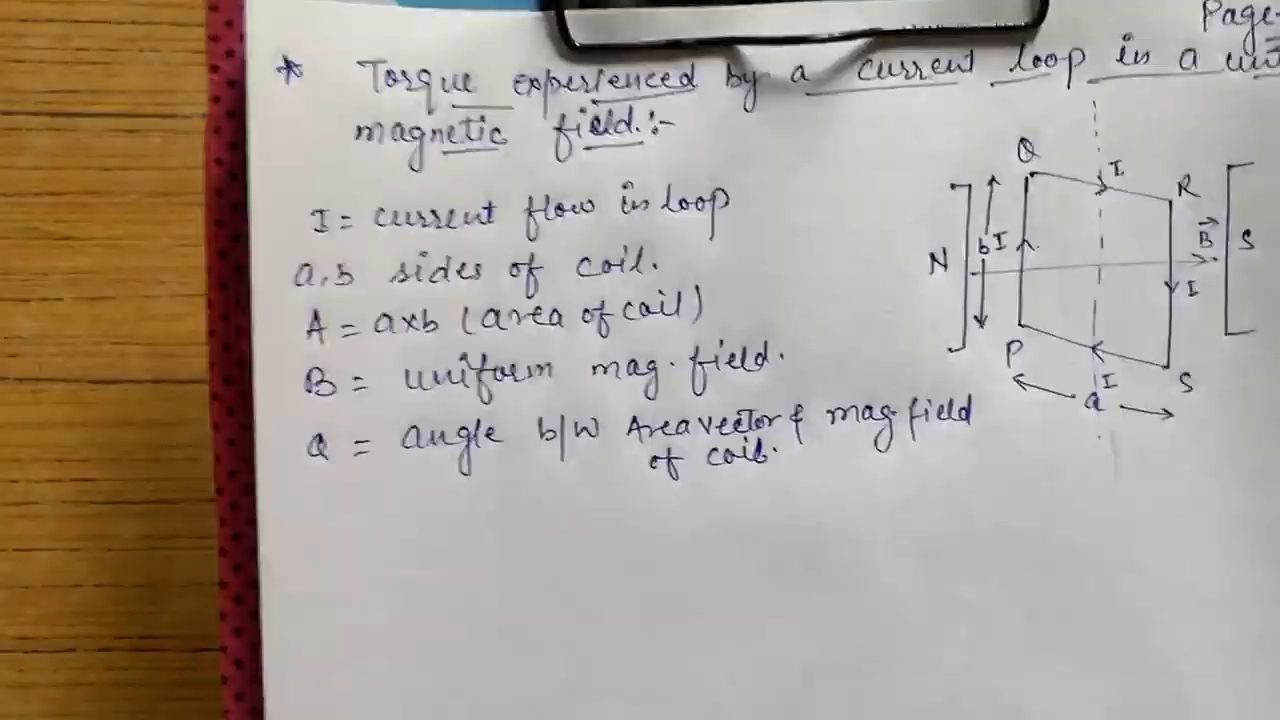 Page-
* Torque experienced by a current loop in a uni
magnetic field :-
I = current flow in loop
a, b sides of coil.
A = axb (area of coil)
B = uniform mag. field.
Q = angle b/w Area vector & mag. field
of coil.
Q
I
R
N
b
I
B
S
I
P
I
S
a